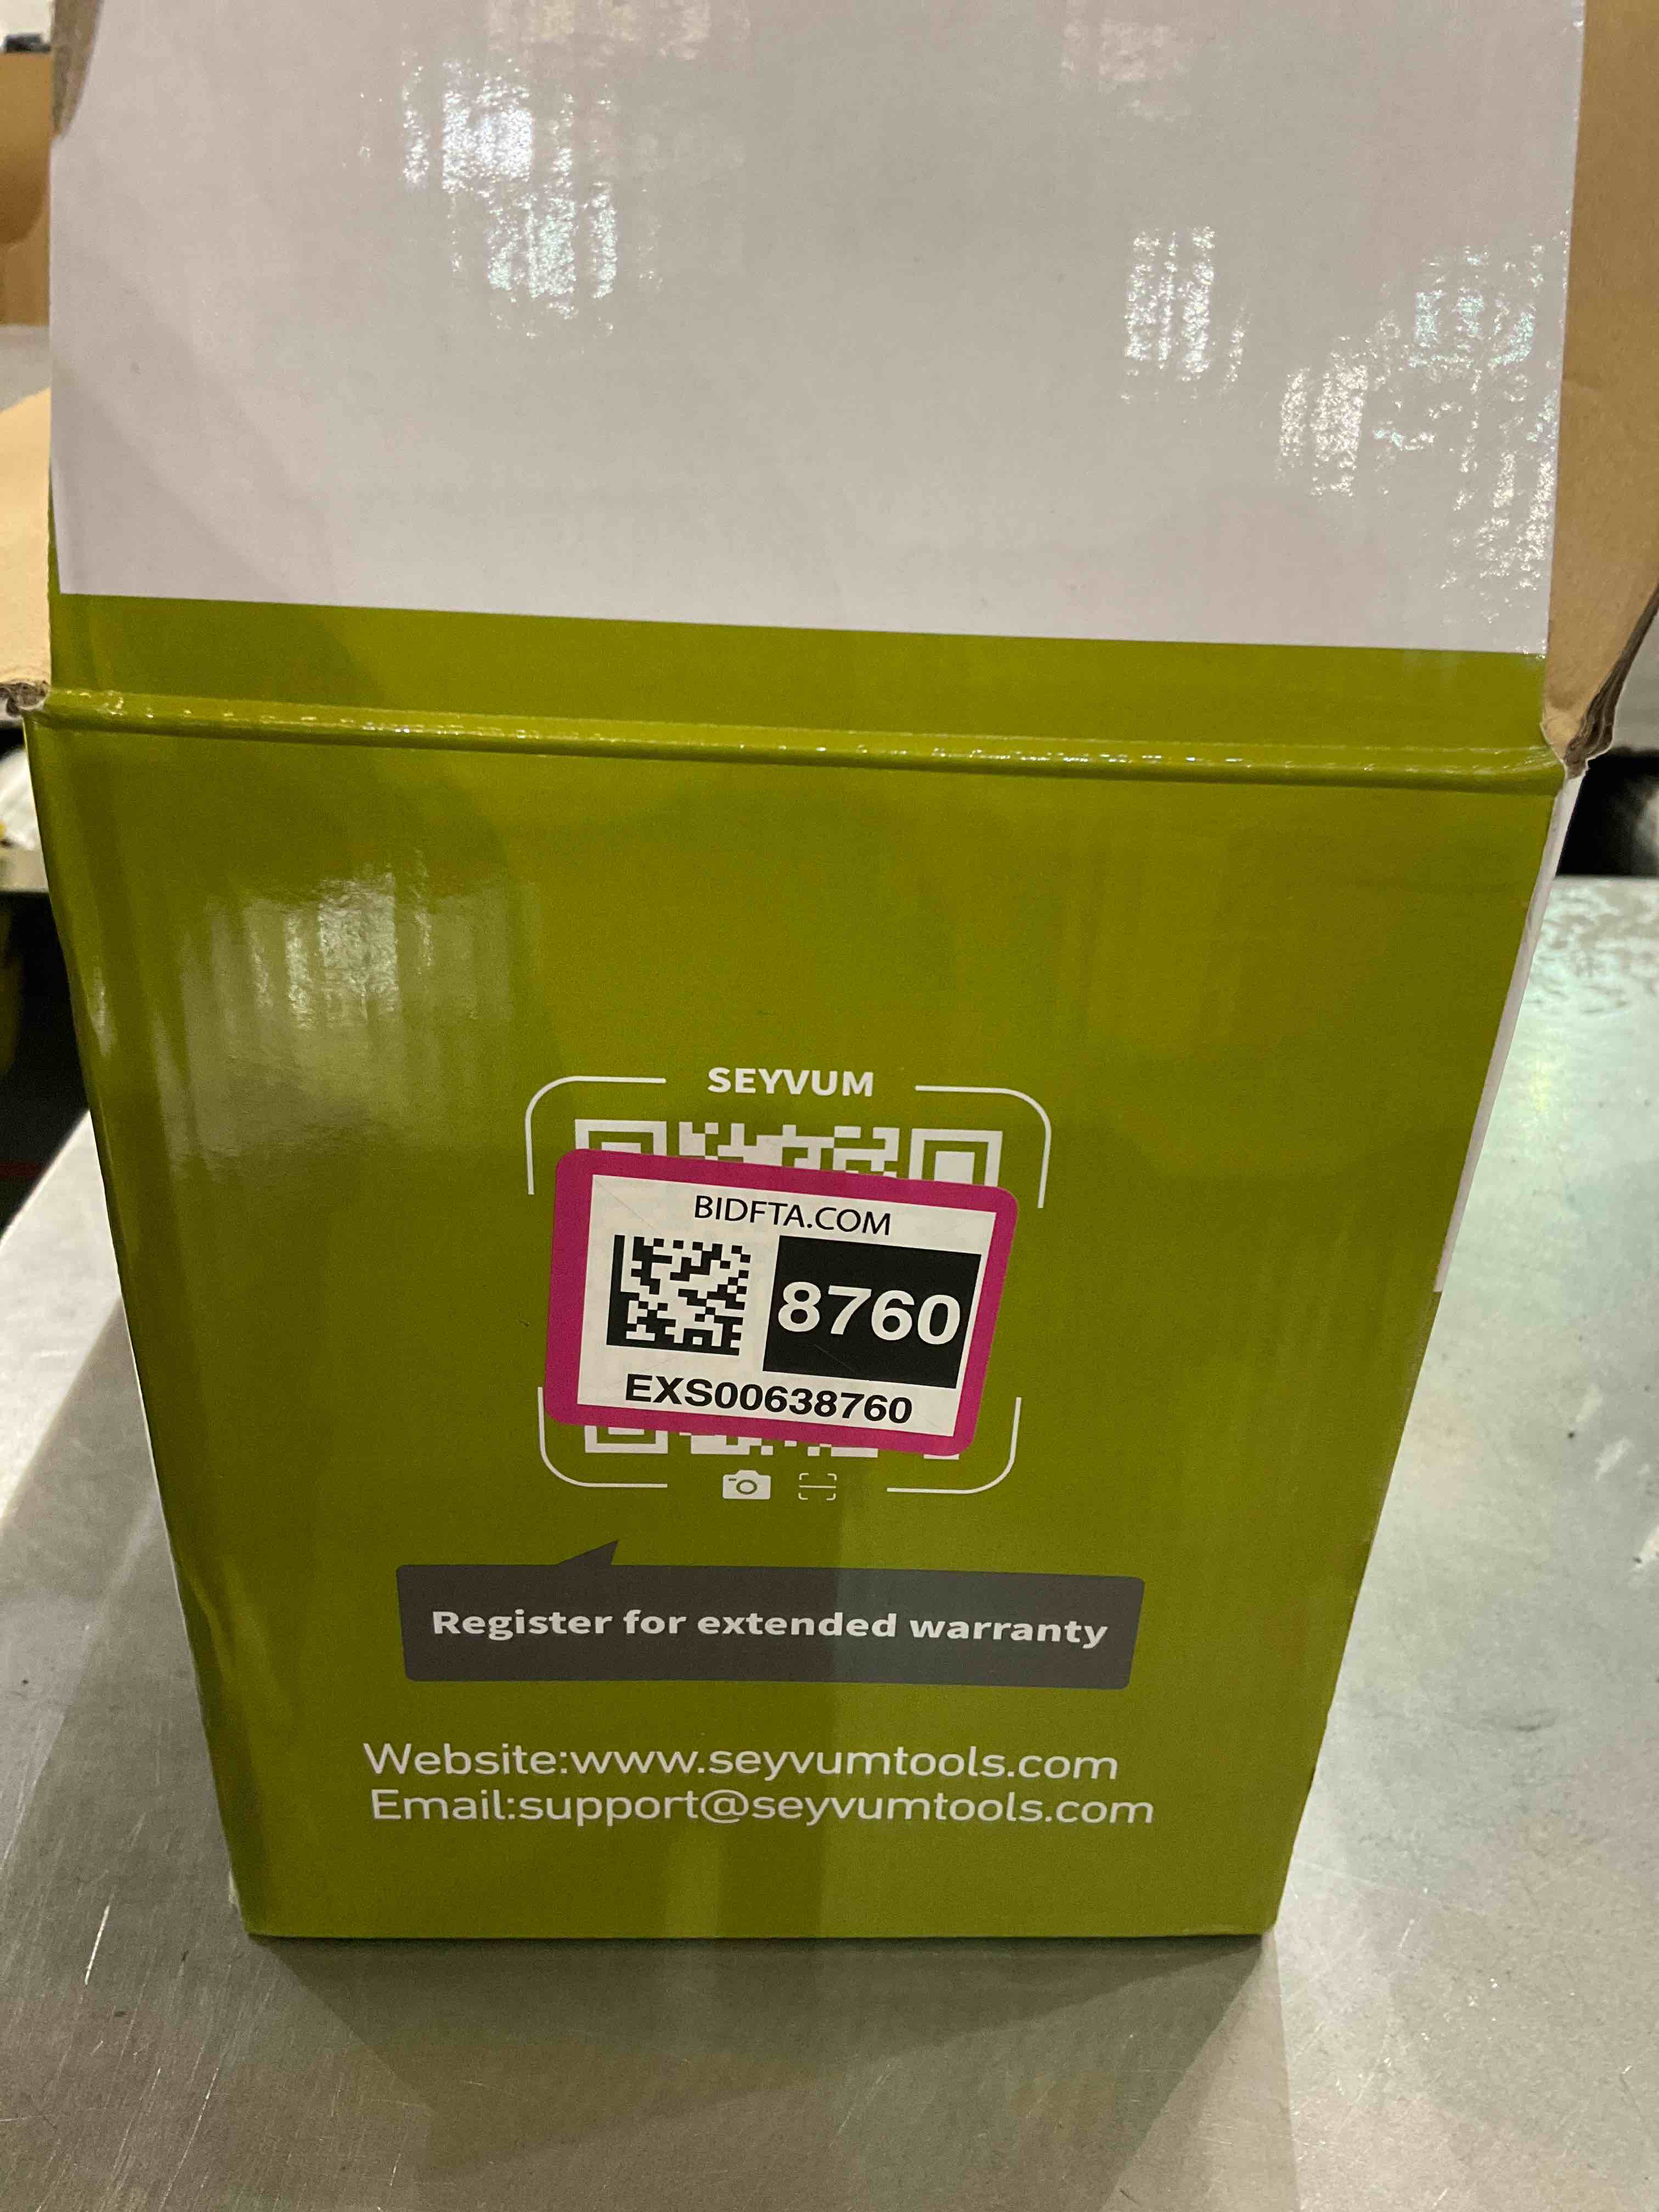 SEYVUM
BIDFTA.COM
8760
EXS00638760
Register for extended warranty
Website:www.seyvumtools.com
Email:support@seyvumtools.com